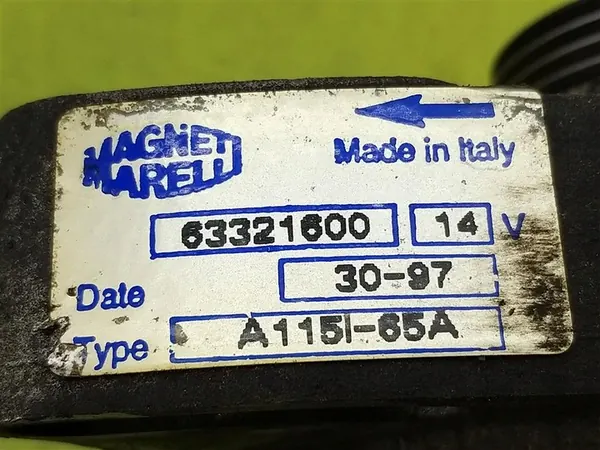 MAGNETI
MARELLI
Made in Italy
63321600 14 V
Date 30-97
Type A115I-65A